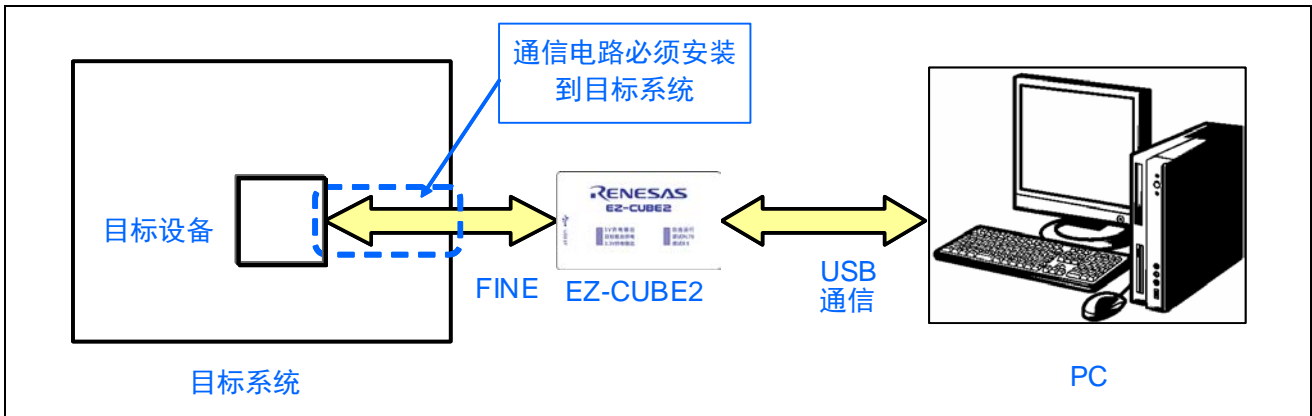 通信电路必须安装
到目标系统
目标设备
RENESAS
EZ-CUBE2
FINE
EZ-CUBE2
USB
通信
目标系统
PC